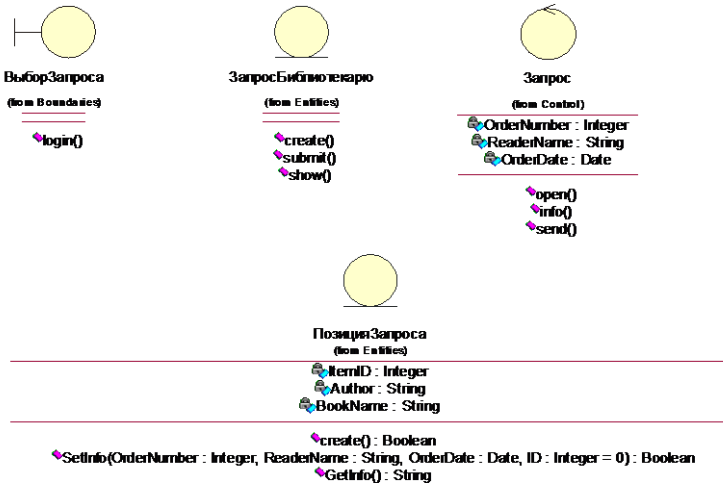 ВыборЗапроса
(from Boundaries)
login()
ЗапросБиблиотекарю
(from Entities)
create()
submit()
show()
Запрос
(from Control)
OrderNumber : Integer
ReaderName : String
OrderDate : Date
open()
info()
send()
ПозицияЗапроса
(from Entities)
ItemID : Integer
Author : String
BookName : String
create() : Boolean
SetInfo(OrderNumber : Integer, ReaderName : String, OrderDate : Date, ID : Integer = 0) : Boolean
GetInfo() : String